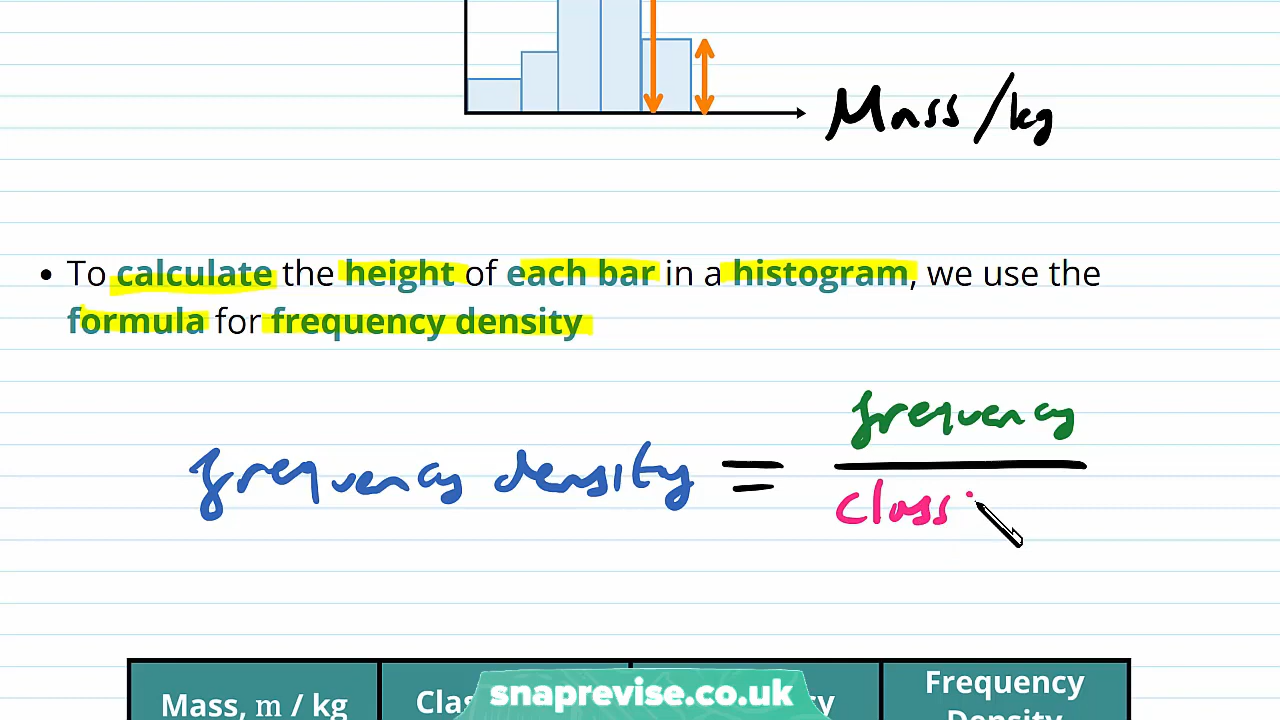 Mass/kg
• To calculate the height of each bar in a histogram, we use the
formula for frequency density
frequency density = frequency
class
Mass, m / kg
Frequency
Density
snaprevise.co.uk